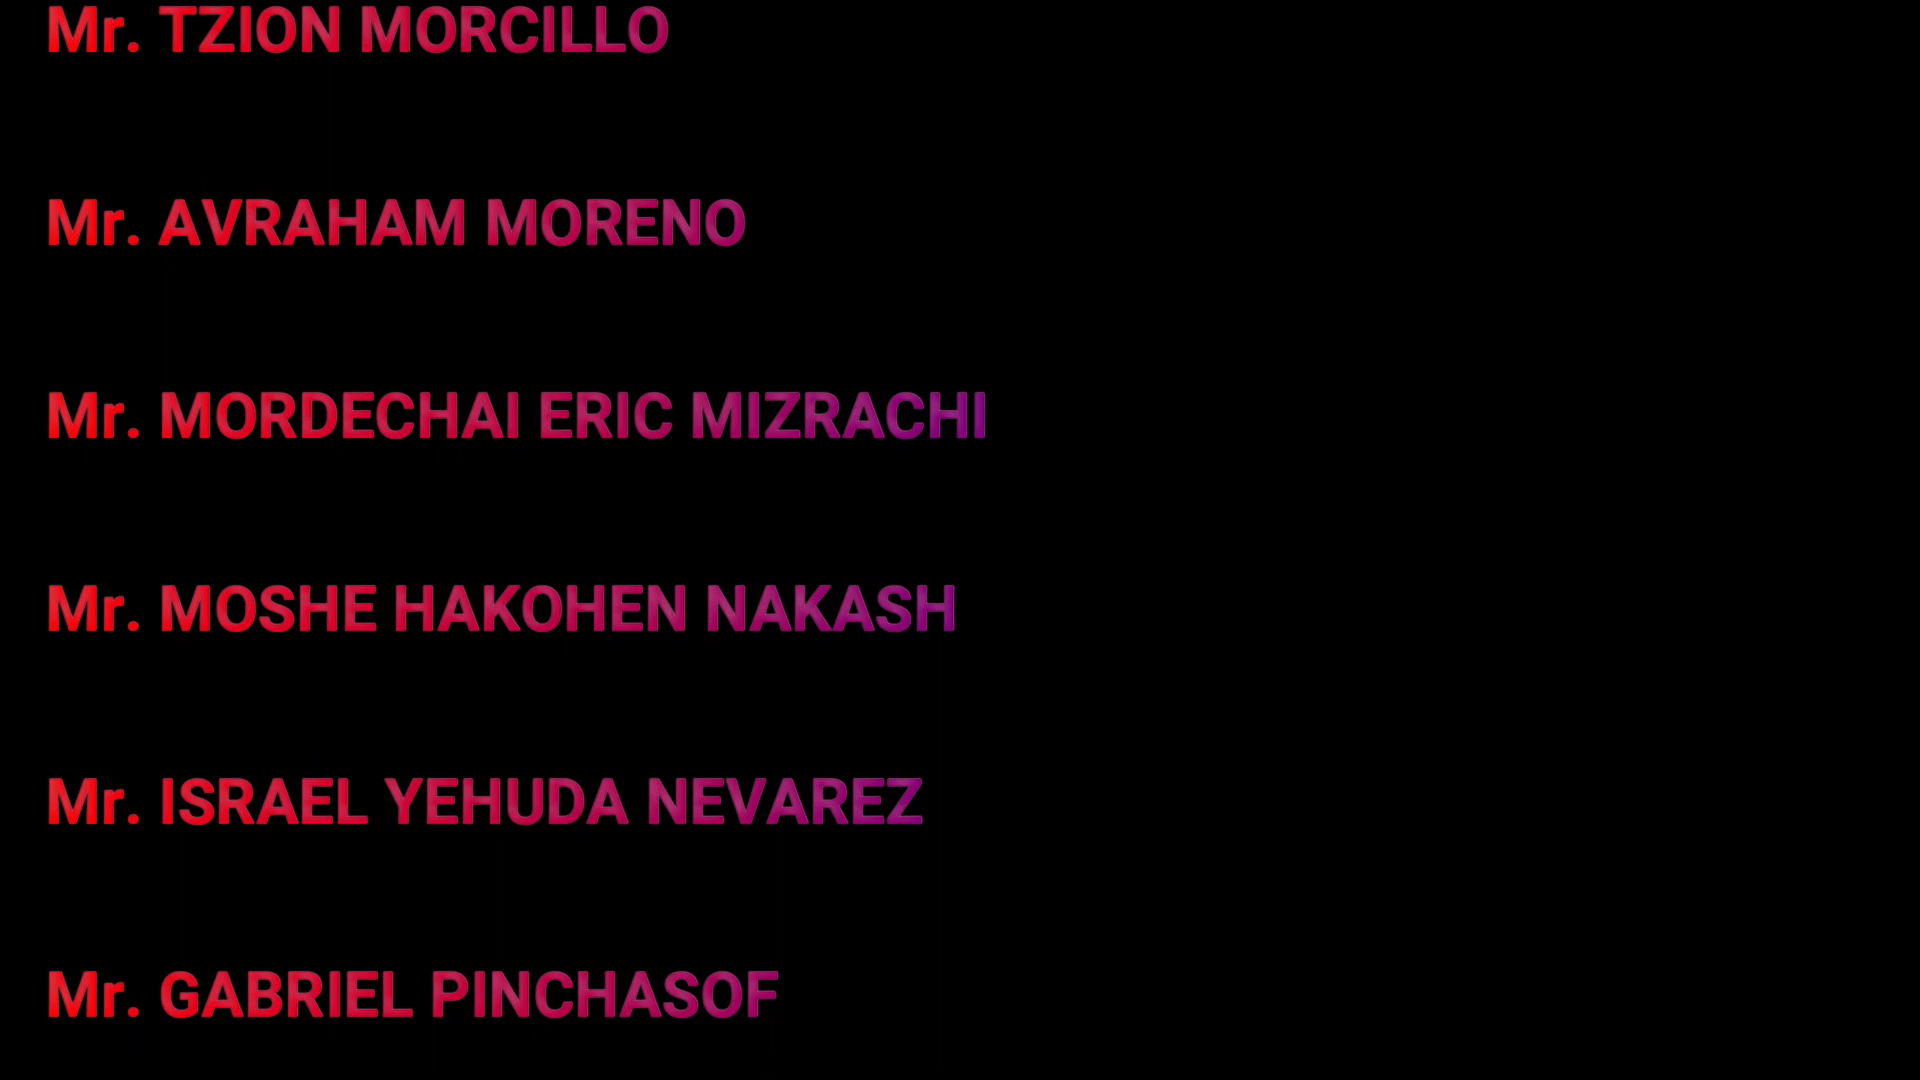 Mr. TZION MORCILLO
Mr. AVRAHAM MORENO
Mr. MORDECHAI ERIC MIZRACHI
Mr. MOSHE HAKOHEN NAKASH
Mr. ISRAEL YEHUDA NEVAREZ
Mr. GABRIEL PINCHASOF